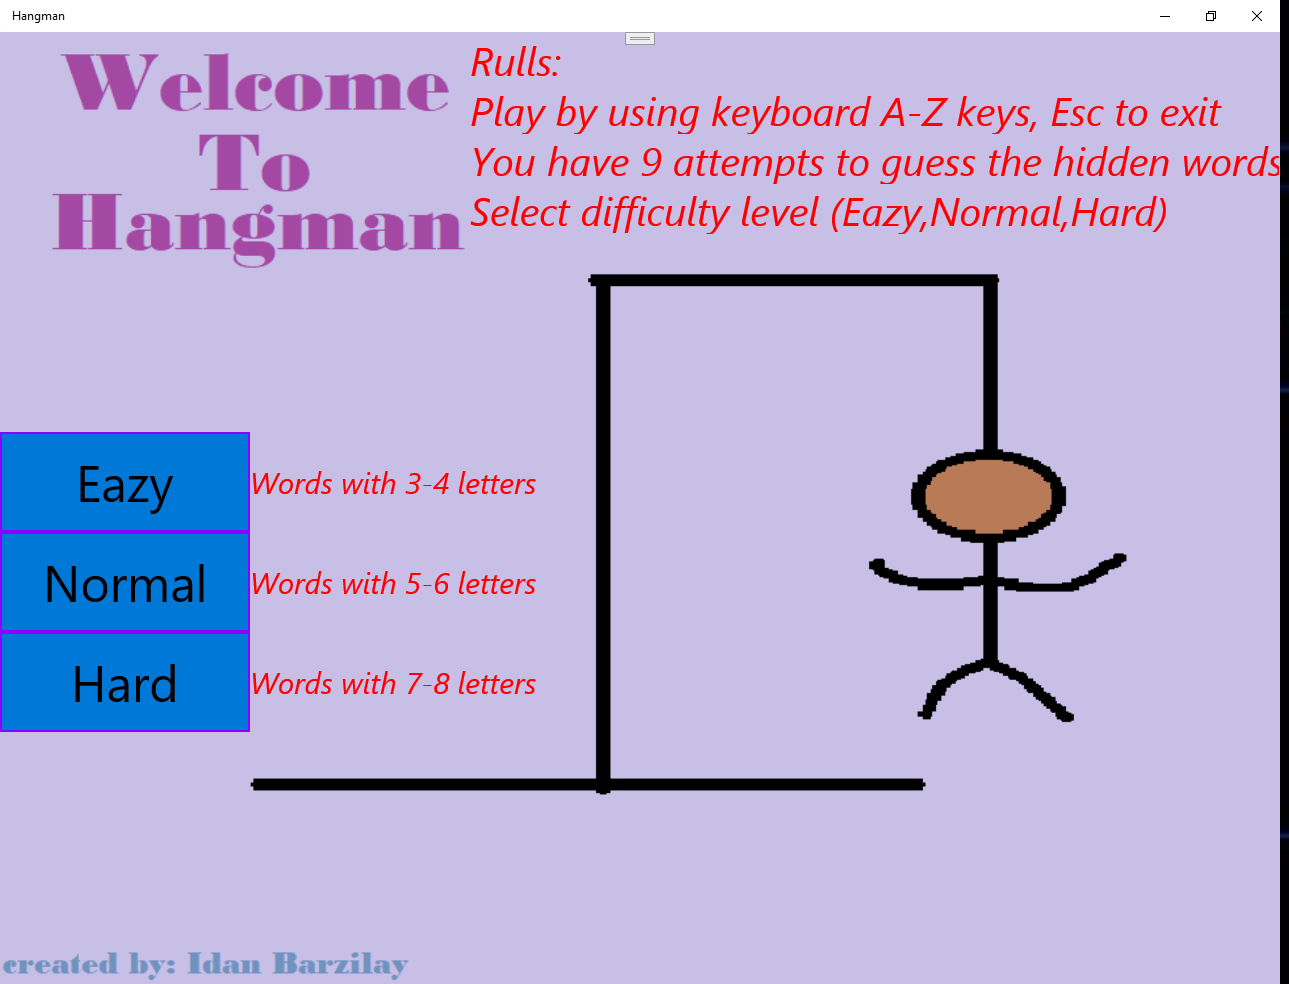 Hangman
Welcome
To
Hangman
Rulls:
Play by using keyboard A-Z keys, Esc to exit
You have 9 attempts to guess the hidden words
Select difficulty level (Eazy,Normal,Hard)
Eazy
Words with 3-4 letters
Normal
Words with 5-6 letters
Hard
Words with 7-8 letters
created by: Idan Barzilay